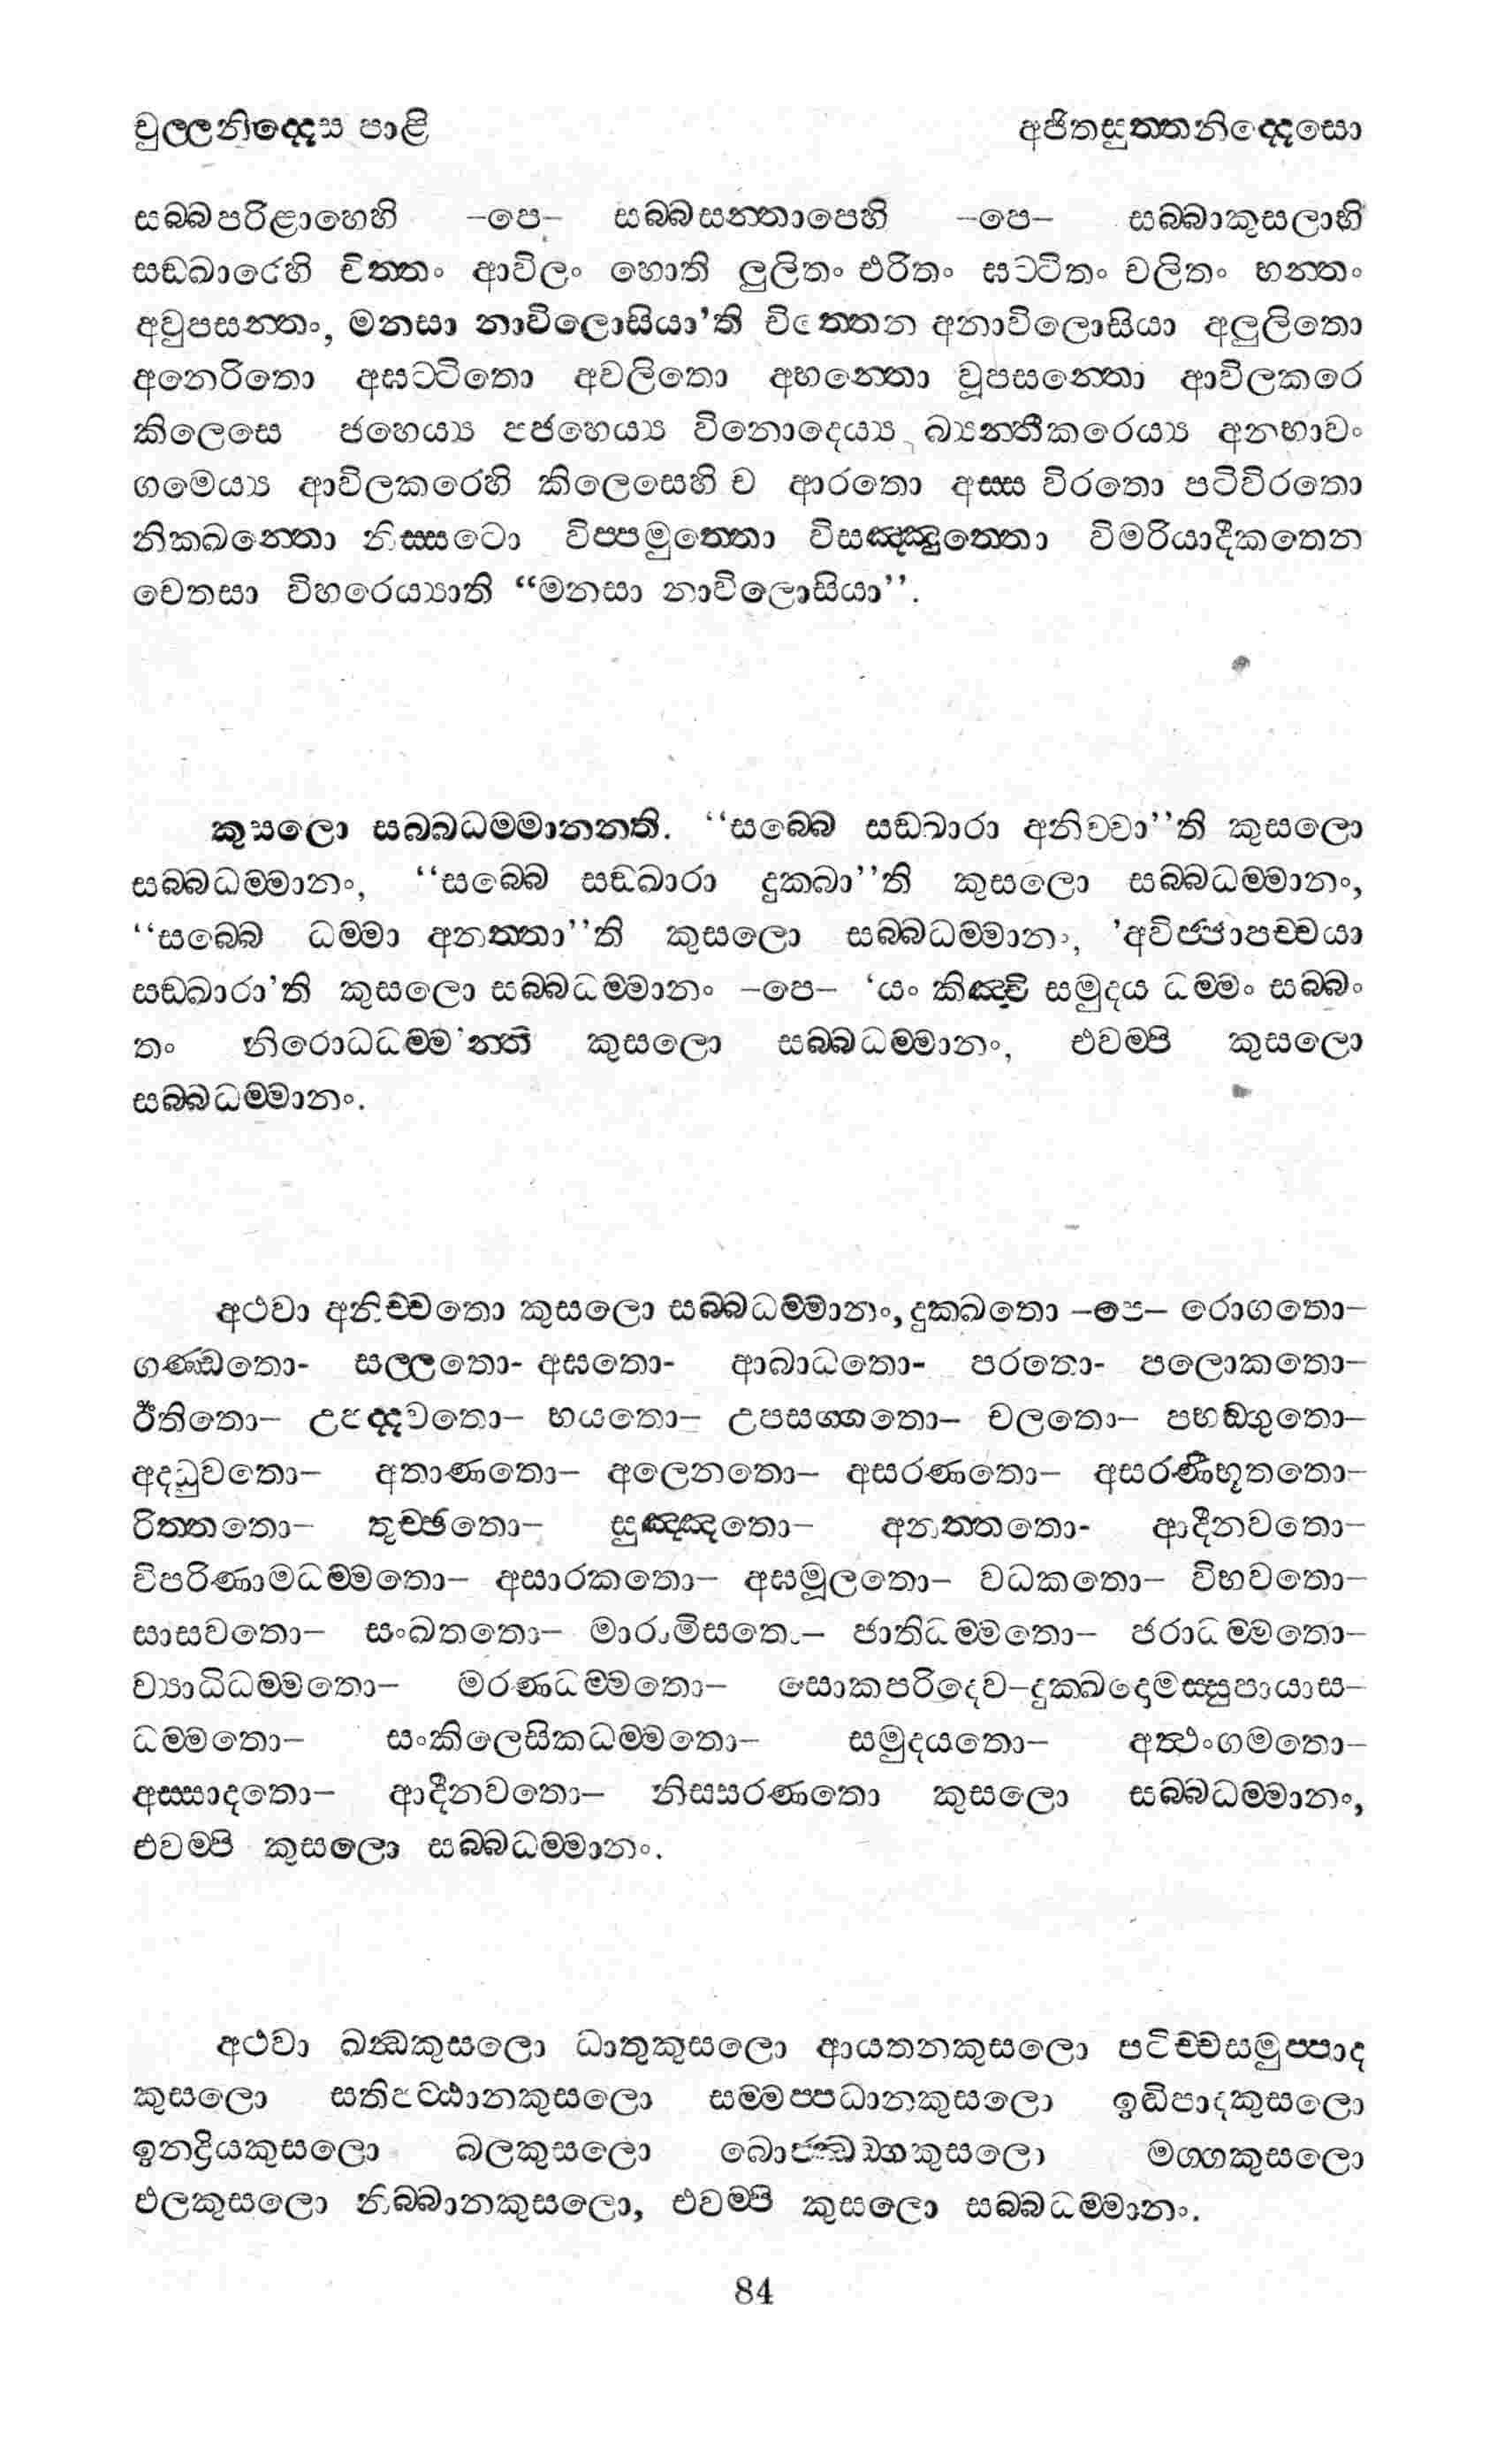 චුල්ලනිද්දෙස පාළි අජිතසුත්තනිද්දෙසො
සබ්බපරිළාහෙහි –පෙ– සබ්බසන්තාපෙහි –පෙ– සබ්බාකුසලාභි
සඞ්ඛාරෙහි චිත්තං ආවිලං හොති ලුලිතං එරිතං ඝට්ටිතං චලිතං භන්තං
අවුපසන්තං, මනසා නාවිලොසියා’ති චිත්තෙන අනාවිලොසියා අලුලිතො
අනෙරිතො අඝට්ටිතො අචලිතො අභන්තො වූපසන්තො ආවිලකරෙ
කිලෙසෙ ජහෙය්‍ය පජහෙය්‍ය විනොදෙය්‍ය බ්‍යන්තීකරෙය්‍ය අනභාවං
ගමෙය්‍ය ආවිලකරෙහි කිලෙසෙහි ච ආරතො අස්ස විරතො පටිවිරතො
නික්ඛන්තො නිස්සටො විප්පමුත්තො විසඤ්ඤුත්තො විමරියාදීකතෙන
චෙතසා විහරෙය්‍යාති “මනසා නාවිලොසියා”.
කුසලො සබ්බධම්මානන්ති. “සබ්බෙ සඞ්ඛාරා අනිච්චා”ති කුසලො
සබ්බධම්මානං, “සබ්බෙ සඞ්ඛාරා දුක්ඛා”ති කුසලො සබ්බධම්මානං,
“සබ්බෙ ධම්මා අනත්තා”ති කුසලො සබ්බධම්මානං, ’අවිජ්ජාපච්චයා
සඞ්ඛාරා’ති කුසලො සබ්බධම්මානං –පෙ– ‘යං කිඤ්චි සමුදය ධම්මං සබ්බං
තං නිරොධධම්ම’න්ති කුසලො සබ්බධම්මානං, එවම්පි කුසලො
සබ්බධම්මානං.
අථවා අනිච්චතො කුසලො සබ්බධම්මානං, දුක්ඛතො –පෙ– රොගතො–
ගණ්ඩතො- සල්ලතො- අඝතො- ආබාධතො- පරතො- පලොකතො–
ඊතිතො– උපද්දවතො– භයතො– උපසග්ගතො– චලතො– පභඞ්ගුතො–
අද්ධුවතො– අතාණතො– අලෙනතො– අසරණතො– අසරණීභූතතො–
රිත්තතො– තුච්ඡතො– සුඤ්ඤතො– අනත්තතො- ආදීනවතො–
විපරිණාමධම්මතො– අසාරකතො– අඝමූලතො– වධකතො– විභවතො–
සාසවතො– සංඛතතො– මාරාමිසතො– ජාතිධම්මතො– ජරාධම්මතො–
ව්‍යාධිධම්මතො– මරණධම්මතො– සොකපරිදෙව–දුක්ඛදොමස්සුපායාස–
ධම්මතො– සංකිලෙසිකධම්මතො– සමුදයතො– අත්ථංගමතො–
අස්සාදතො– ආදීනවතො– නිස්සරණතො කුසලො සබ්බධම්මානං,
එවම්පි කුසලො සබ්බධම්මානං.
අථවා ඛන්ධකුසලො ධාතුකුසලො ආයතනකුසලො පටිච්චසමුප්පාද
කුසලො සතිපට්ඨානකුසලො සම්මප්පධානකුසලො ඉද්ධිපාදකුසලො
ඉන්ද්‍රියකුසලො බලකුසලො බොජ්ඣඞ්ගකුසලො මග්ගකුසලො
ඵලකුසලො නිබ්බානකුසලො, එවම්පි කුසලො සබ්බධම්මානං.
84